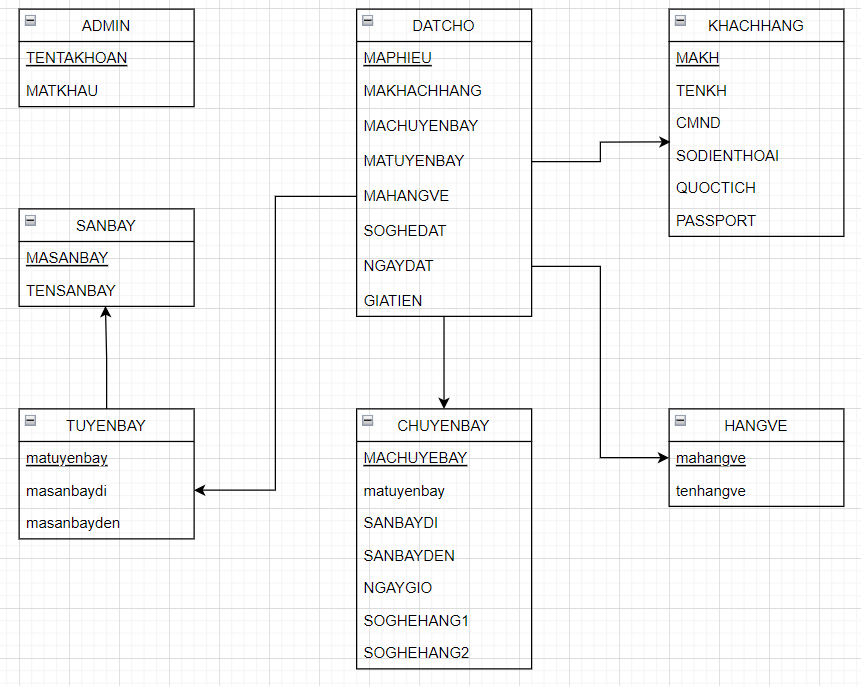 ADMIN
TENTAKHOAN
MATKHAU
DATCHO
MAPHIEU
MAKHACHHANG
MACHUYENBAY
MATUYENBAY
MAHANGVE
SOGHEDAT
NGAYDAT
GIATIEN
KHACHHANG
MAKH
TENKH
CMND
SODIENTHOAI
QUOCTICH
PASSPORT
SANBAY
MASANBAY
TENSANBAY
TUYENBAY
matuyenbay
masanbaydi
masanbayden
CHUYENBAY
MACHUYEBAY
matuyenbay
SANBAYDI
SANBAYDEN
NGAYGIO
SOGHEHANG1
SOGHEHANG2
HANGVE
mahangve
tenhangve